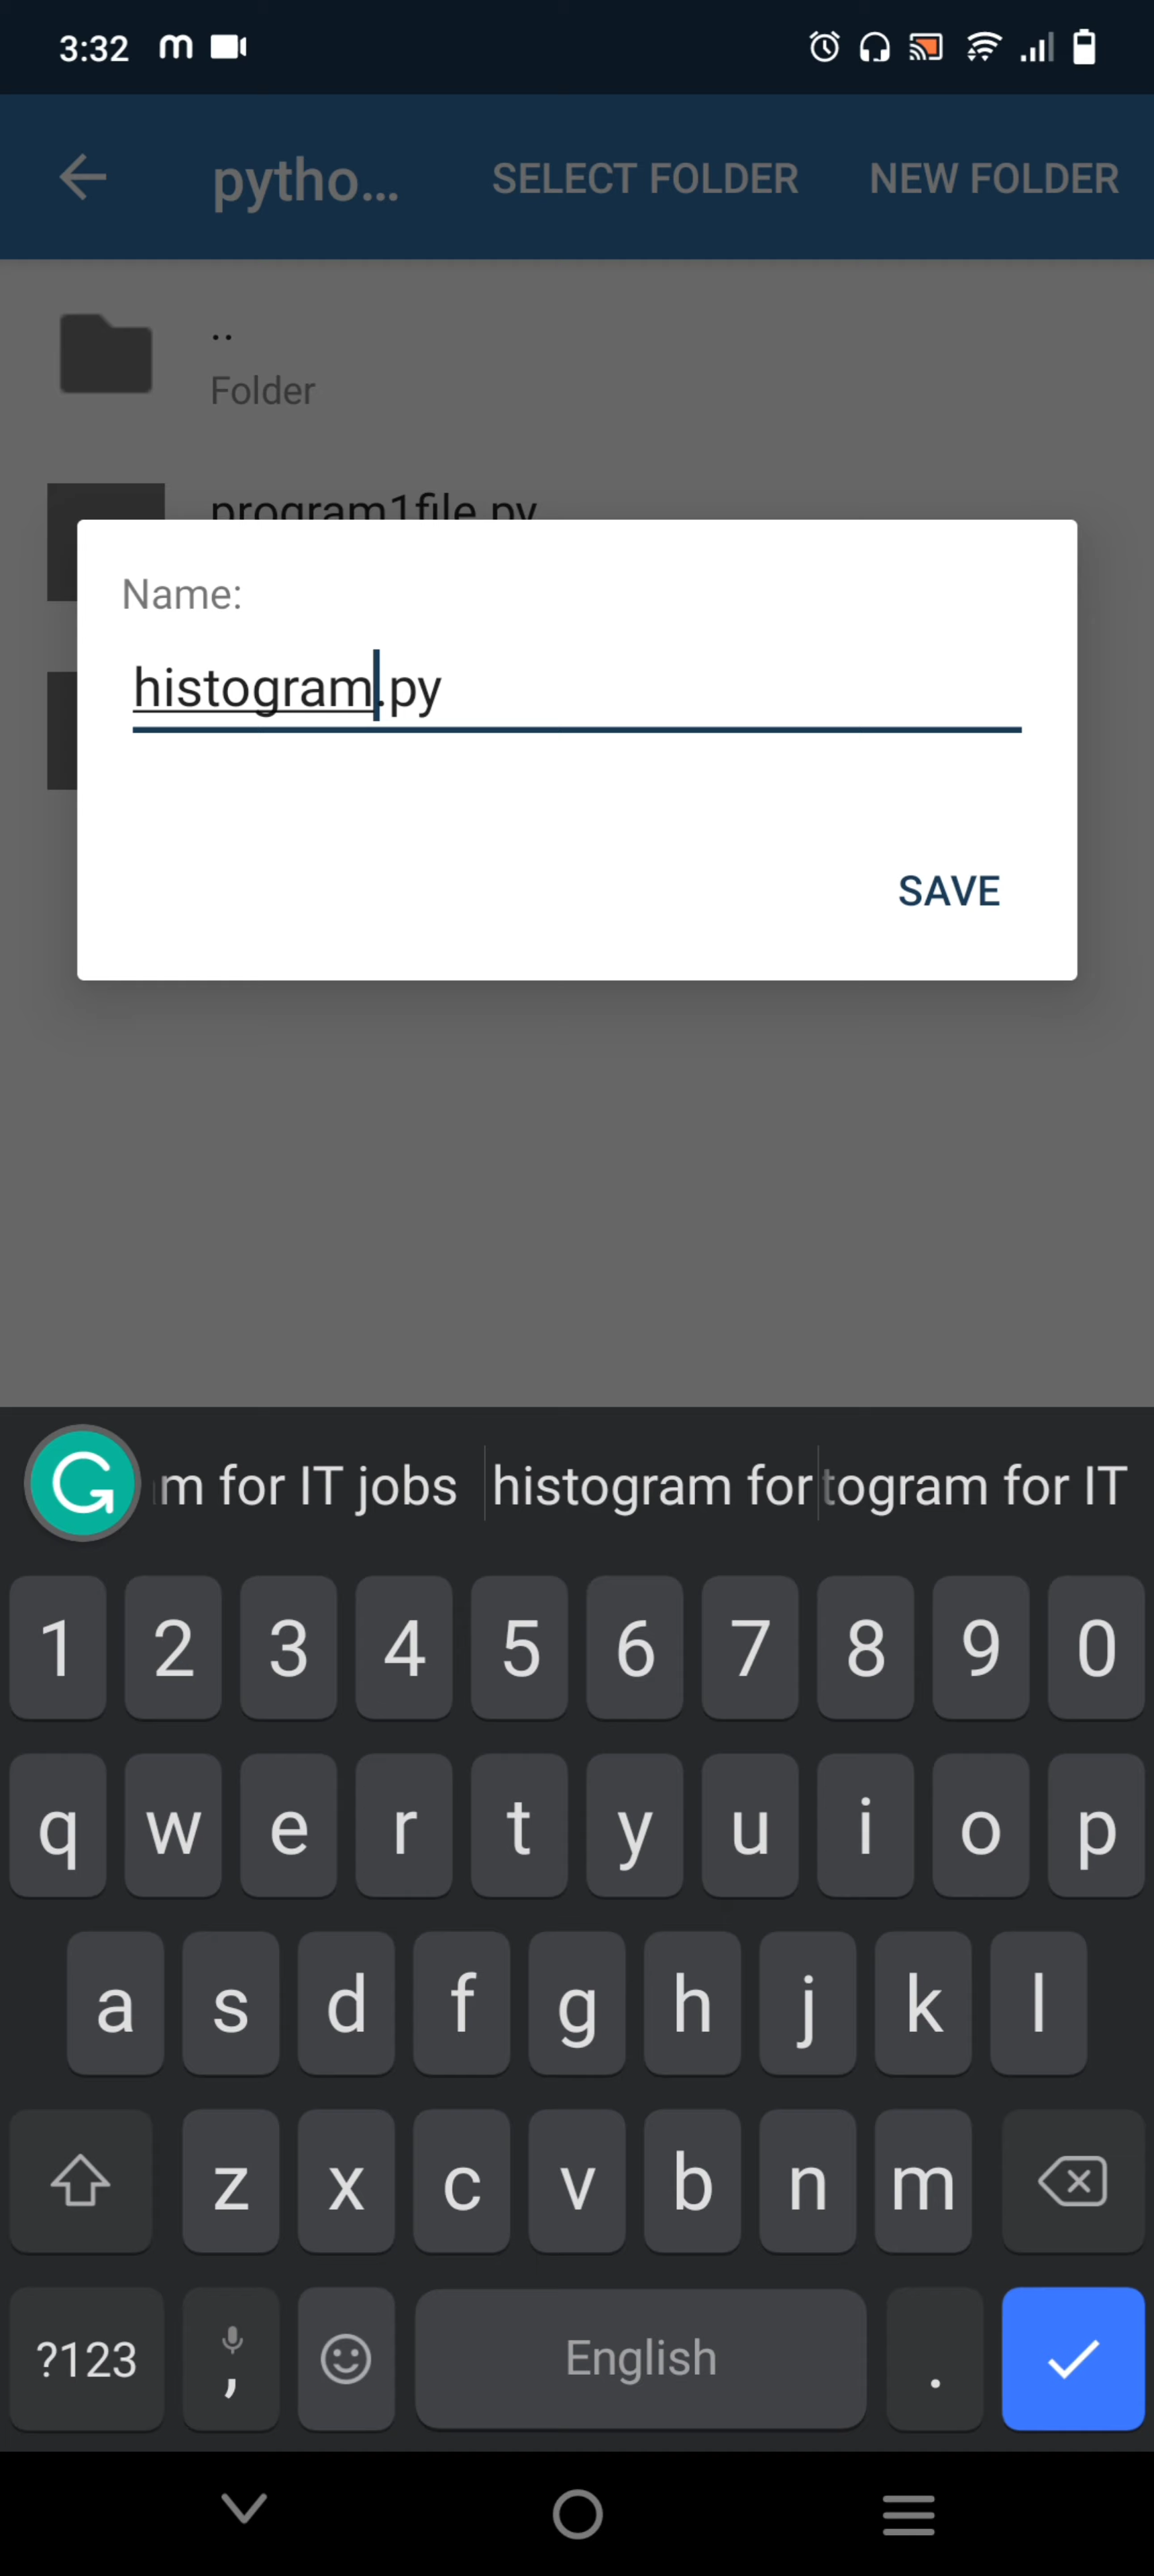 3:32
pytho... SELECT FOLDER NEW FOLDER
..
Folder
program1file.py
Name:
histogram.py
SAVE
m for IT jobs histogram for togram for IT
1 2 3 4 5 6 7 8 9 0
q w e r t y u i o p
a s d f g h j k l
z x c v b n m
?123 , English .